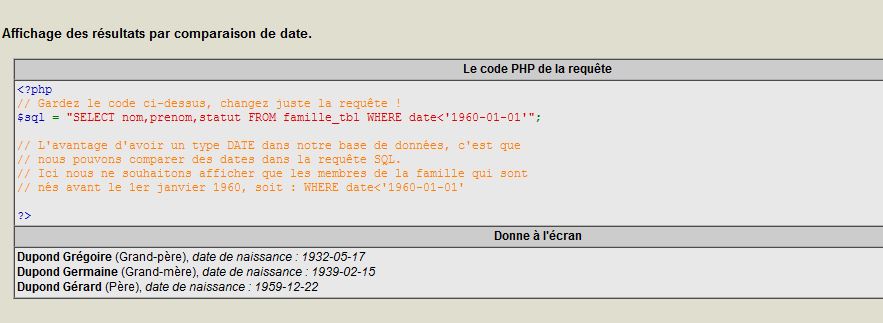 Affichage des résultats par comparaison de date.
Le code PHP de la requête
<?php
// Gardez le code ci-dessus, changez juste la requête !
$sql = "SELECT nom,prenom,statut FROM famille_tbl WHERE date<'1960-01-01'";
// L'avantage d'avoir un type DATE dans notre base de données, c'est que
// nous pouvons comparer des dates dans la requête SQL.
// Ici nous ne souhaitons afficher que les membres de la famille qui sont
// nés avant le 1er janvier 1960, soit : WHERE date<'1960-01-01'
?>
Donne à l'écran
Dupond Grégoire (Grand-père), date de naissance : 1932-05-17
Dupond Germaine (Grand-mère), date de naissance : 1939-02-15
Dupond Gérard (Père), date de naissance : 1959-12-22